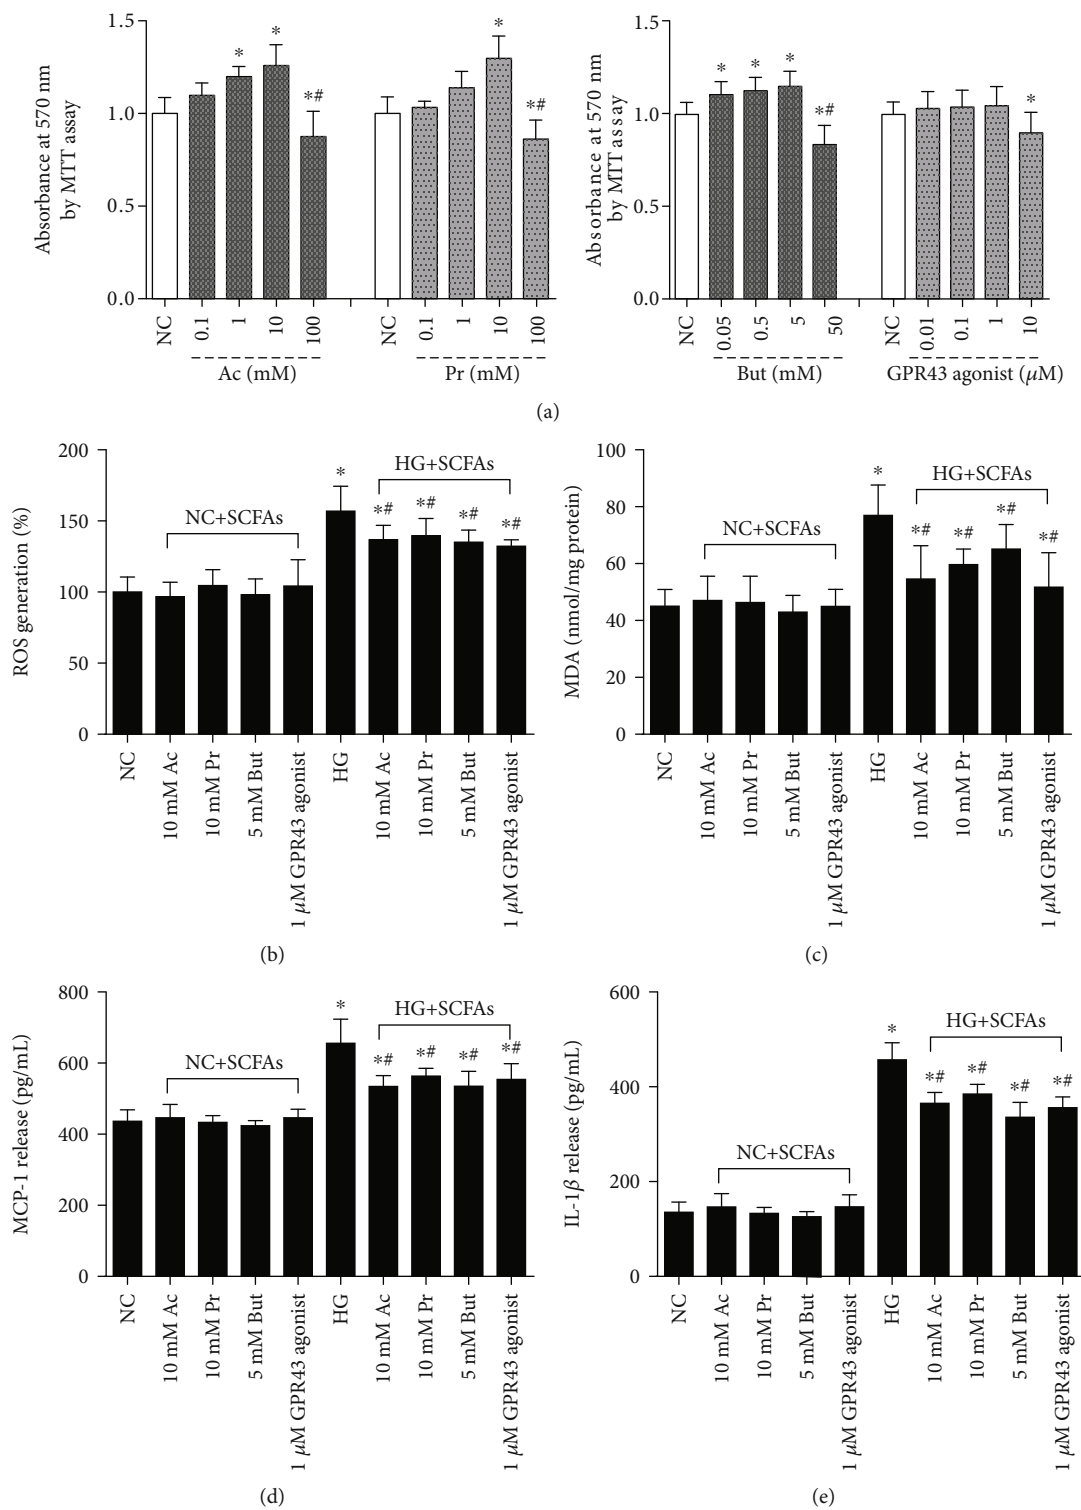 Absorbance at 570 nm
by MTT assay
1.5
1.0
0.5
0.0
* * *#
* *#
NC 0.1 1 10 100 NC 0.1 1 10 100
Ac (mM) Pr (mM)
Absorbance at 570 nm
by MTT assay
1.5
1.0
0.5
0.0
* * * *#
*
NC 0.05 0.5 5 50 NC 0.01 0.1 1 10
But (mM) GPR43 agonist (μM)
(a)
ROS generation (%)
200
150
100
50
0
NC+SCFAs
*
HG+SCFAs
*# *# *# *#
NC
10 mM Ac
10 mM Pr
5 mM But
1 μM GPR43 agonist
HG
10 mM Ac
10 mM Pr
5 mM But
1 μM GPR43 agonist
(b)
MDA (nmol/mg protein)
100
80
60
40
20
0
NC+SCFAs
*
HG+SCFAs
*# *# *# *#
NC
10 mM Ac
10 mM Pr
5 mM But
1 μM GPR43 agonist
HG
10 mM Ac
10 mM Pr
5 mM But
1 μM GPR43 agonist
(c)
MCP-1 release (pg/mL)
800
600
400
200
0
NC+SCFAs
*
HG+SCFAs
*# *# *# *#
NC
10 mM Ac
10 mM Pr
5 mM But
1 μM GPR43 agonist
HG
10 mM Ac
10 mM Pr
5 mM But
1 μM GPR43 agonist
(d)
IL-1β release (pg/mL)
600
400
200
0
NC+SCFAs
*
HG+SCFAs
*# *# *# *#
NC
10 mM Ac
10 mM Pr
5 mM But
1 μM GPR43 agonist
HG
10 mM Ac
10 mM Pr
5 mM But
1 μM GPR43 agonist
(e)